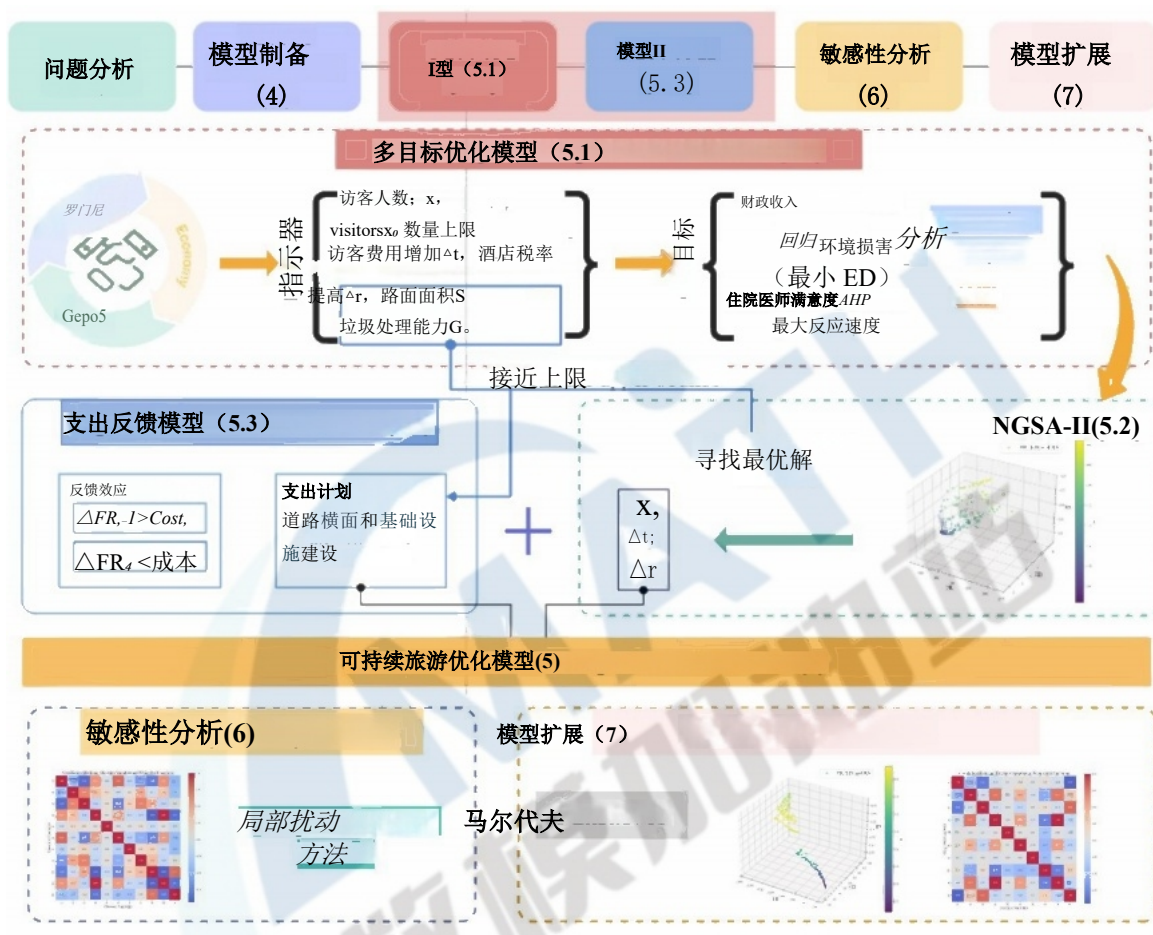 问题分析
模型制备
(4)
I型（5.1）
模型II
(5.3)
敏感性分析
(6)
模型扩展
(7)
多目标优化模型（5.1）
罗门尼
Economy
Gepo5
指示器
访客人数；x，
visitorsx₀ 数量上限
访客费用增加△t，酒店税率
提高△r，路面面积S
垃圾处理能力G。
目标
财政收入
回归环境损害分析
（最小 ED）
住院医师满意度AHP
最大反应速度
接近上限
支出反馈模型（5.3）
反馈效应
△FR,-1>Cost,
△FR₄ <成本
支出计划
道路横面和基础设
施建设
寻找最优解
NGSA-II(5.2)
X,
△t;
△r
可持续旅游优化模型(5)
敏感性分析(6)
局部扰动
方法
模型扩展（7）
马尔代夫
MATH